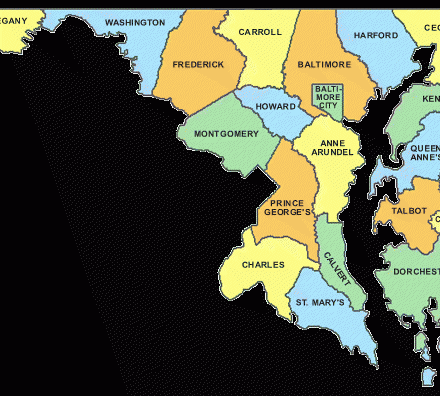 EGANY
WASHINGTON
CARROLL
HARFORD
CEC
FREDERICK
BALTIMORE
BALTI-
MORE
CITY
KEN
HOWARD
MONTGOMERY
ANNE
ARUNDEL
QUEEN
ANNE'S
PRINCE
GEORGE'S
TALBOT
C
CHARLES
CALVERT
DORCHEST
ST. MARY'S